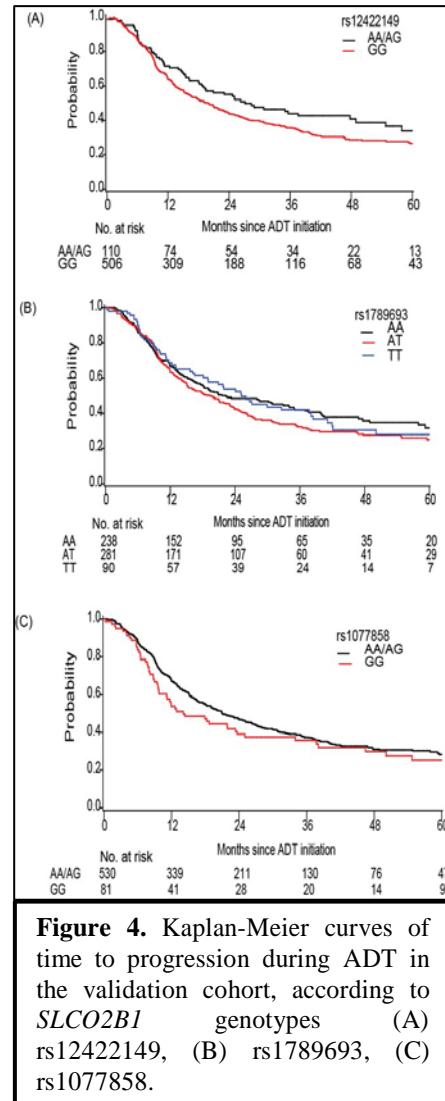 (A)
rs12422149
AA/AG
GG
Probability
1.0
0.8
0.6
0.4
0.2
0.0
0 12 24 36 48 60
No. at risk Months since ADT initiation
AA/AG 110 74 54 34 22 13
GG 506 309 188 116 68 43
(B)
rs1789693
AA
AT
TT
Probability
1.0
0.8
0.6
0.4
0.2
0.0
0 12 24 36 48 60
No. at risk Months since ADT initiation
AA 238 152 95 65 35 20
AT 281 171 107 60 41 29
TT 90 57 39 24 14 7
(C)
rs1077858
AA/AG
GG
Probability
1.0
0.8
0.6
0.4
0.2
0.0
0 12 24 36 48 60
No. at risk Months since ADT initiation
AA/AG 530 339 211 130 76
GG 81 41 28 20 14 9
Figure 4. Kaplan-Meier curves of
time to progression during ADT in
the validation cohort, according to
SLCO2B1 genotypes (A)
rs12422149, (B) rs1789693, (C)
rs1077858.